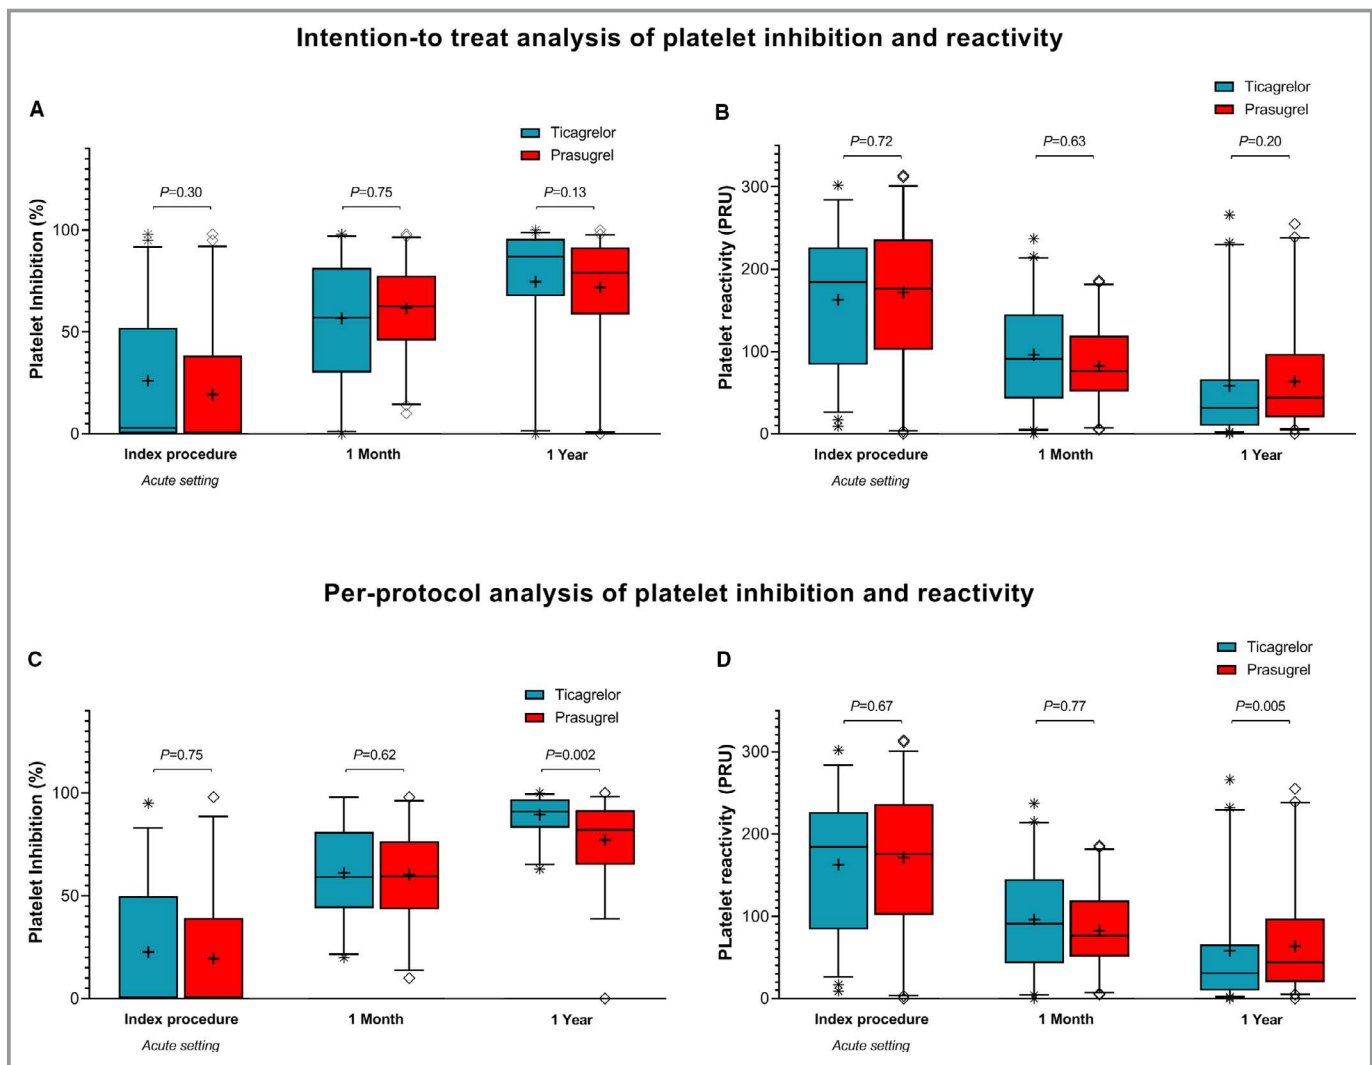 Intention-to treat analysis of platelet inhibition and reactivity
A
Ticagrelor
Prasugrel
P=0.30
P=0.75
P=0.13
Platelet Inhibition (%)
100
50
0
Index procedure
1 Month
1 Year
Acute setting
B
Ticagrelor
Prasugrel
P=0.72
P=0.63
P=0.20
Platelet reactivity (PRU)
300
200
100
0
Index procedure
1 Month
1 Year
Acute setting
Per-protocol analysis of platelet inhibition and reactivity
C
Ticagrelor
Prasugrel
P=0.75
P=0.62
P=0.002
Platelet Inhibition (%)
100
50
0
Index procedure
1 Month
1 Year
Acute setting
D
Ticagrelor
Prasugrel
P=0.67
P=0.77
P=0.005
PLatelet reactivity (PRU)
300
200
100
0
Index procedure
1 Month
1 Year
Acute setting